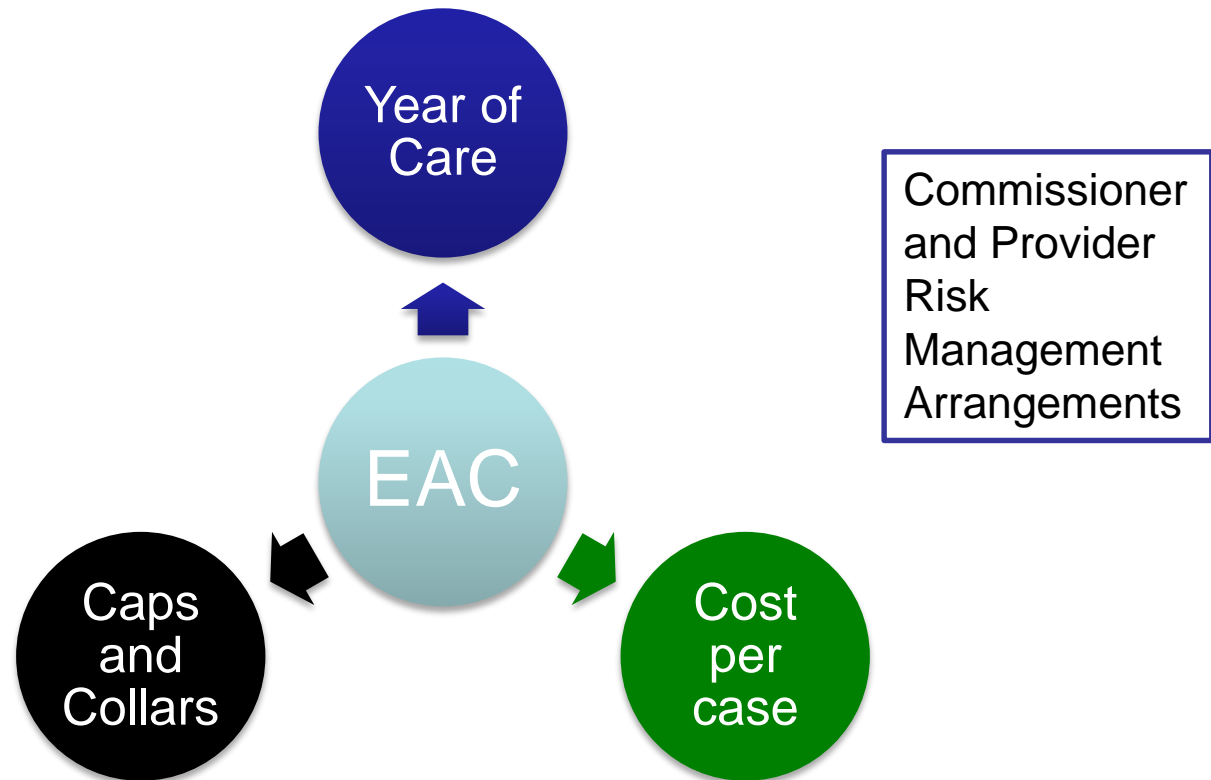 Year of
Care
Commissioner
and Provider
Risk
Management
Arrangements
EAC
Caps
and
Collars
Cost
per
case